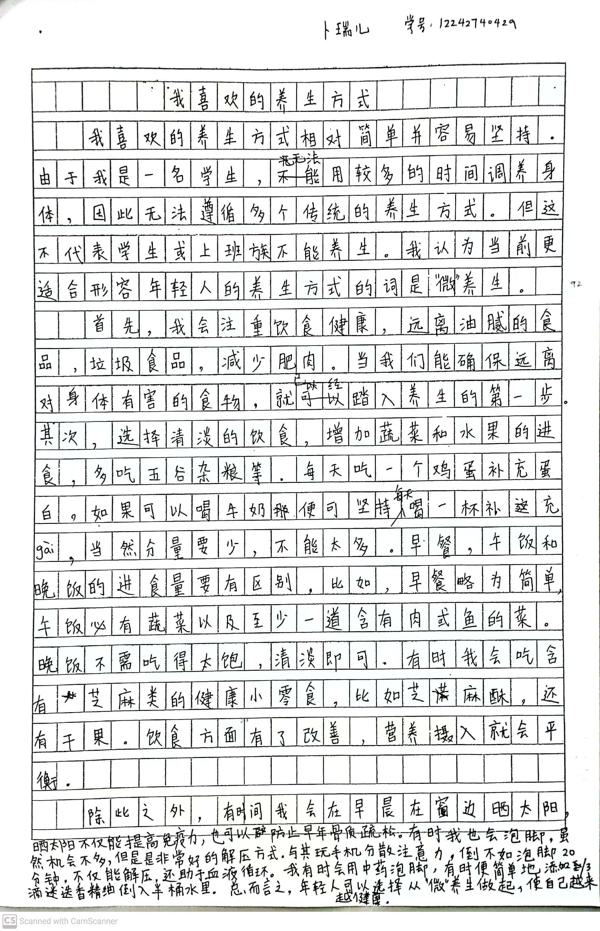 卜瑞儿 学号: 12242740429
我喜欢的养生方式
我喜欢的养生方式相对简单并容易坚持。
由于我是一名学生，不能无法用较多的时间调养身
体，因此无法遵循多个传统的养生方式。但这
不代表学生或上班族不能养生。我认为当前更
适合形容年轻人的养生方式的词是“微”养生。
首先，我会注重饮食健康，远离油腻的食
品，垃圾食品，减少肥肉。当我们能确保远离
对身体有害的食物，就可以已经踏入养生的第一步。
其次，选择清淡的饮食，增加蔬菜和水果的进
食，多吃五谷杂粮等。每天吃一个鸡蛋补充蛋
白，如果可以喝牛奶那便可坚持每天喝一杯补这充
gài，当然分量要少，不能太多。早餐，午饭和
晚饭的进食量要有区别，比如，早餐略为简单，
午饭必有蔬菜以及至少一道含有肉或鱼的菜。
晚饭不需吃得太饱，清淡即可。有时我会吃含
有芝麻类的健康小零食，比如芝麻酥，还
有干果。饮食方面有了改善，营养摄入就会平
衡。
除此之外，有时间我会在早晨在窗边晒太阳，
晒太阳不仅能提高免疫力，也可以防止早年骨质疏松。有时我也会泡脚，虽
然机会不多，但是是非常好的解压方式。与其玩手机分散注意力，倒不如泡脚20
分钟，不仅能解压，还助于血液循环。我有时会用中药泡脚，有时便简单地添加3/3
滴迷迭香精油倒入半桶水里。总而言之，年轻人可以选择从“微”养生做起，使自己越来
越健康。
92
CS Scanned with CamScanner